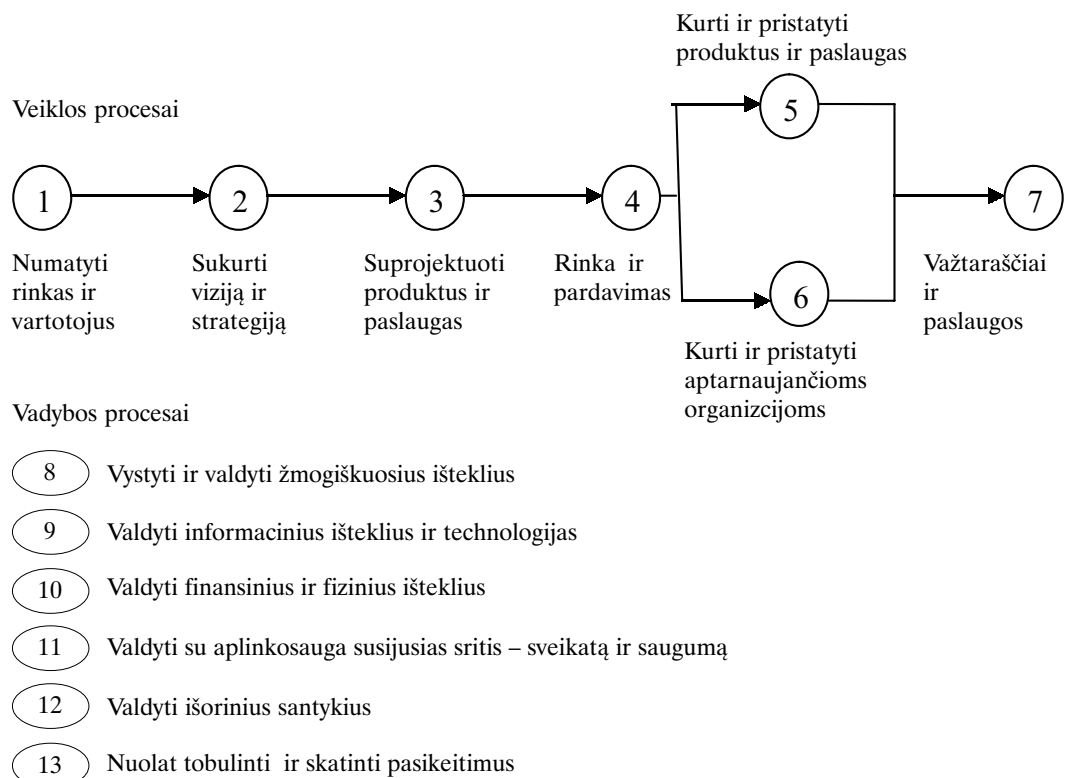 Kurti ir pristatyti
produktus ir paslaugas
Veiklos procesai
5
1
2
3
4
7
Numatyti
rinkas ir
vartotojus
Sukurti
viziją ir
strategiją
Suprojektuoti
produktus ir
paslaugas
Rinka ir
pardavimas
6
Važtaraščiai
ir
paslaugos
Kurti ir pristatyti
aptarnaujančioms
organizcijoms
Vadybos procesai
8 Vystyti ir valdyti žmogiškuosius išteklius
9 Valdyti informacinius išteklius ir technologijas
10 Valdyti finansinius ir fizinius išteklius
11 Valdyti su aplinkosauga susijusias sritis – sveikatą ir saugumą
12 Valdyti išorinius santykius
13 Nuolat tobulinti ir skatinti pasikeitimus